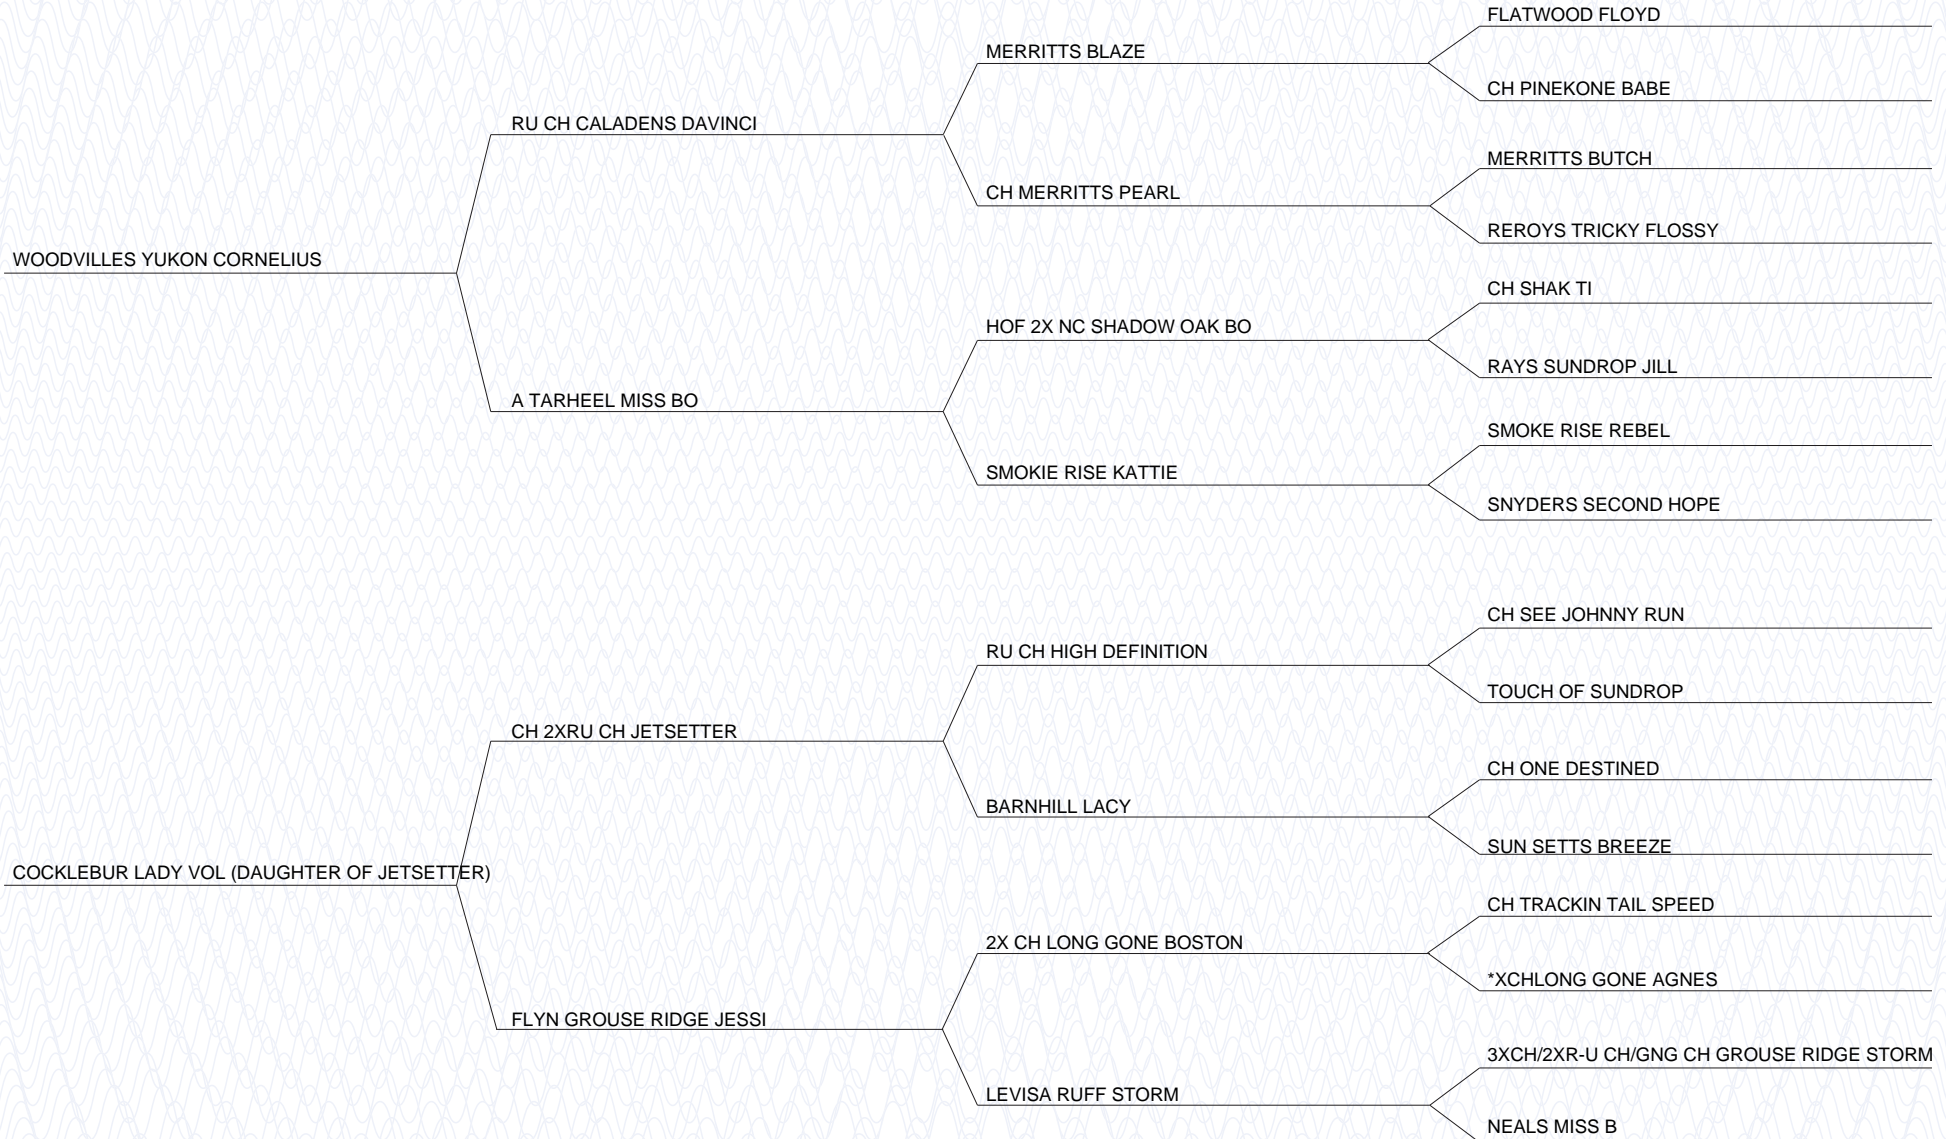 FLATWOOD FLOYD
MERRITTS BLAZE
CH PINEKONE BABE
RU CH CALADENS DAVINCI
MERRITTS BUTCH
CH MERRITTS PEARL
REROYS TRICKY FLOSSY
WOODVILLES YUKON CORNELIUS
CH SHAK TI
HOF 2X NC SHADOW OAK BO
RAYS SUNDROP JILL
A TARHEEL MISS BO
SMOKE RISE REBEL
SMOKIE RISE KATTIE
SNYDERS SECOND HOPE
CH SEE JOHNNY RUN
RU CH HIGH DEFINITION
TOUCH OF SUNDROP
CH 2XRU CH JETSETTER
CH ONE DESTINED
BARNHILL LACY
SUN SETTS BREEZE
COCKLEBUR LADY VOL (DAUGHTER OF JETSETTER)
CH TRACKIN TAIL SPEED
2X CH LONG GONE BOSTON
*XCHLONG GONE AGNES
FLYN GROUSE RIDGE JESSI
3XCH/2XR-U CH/GNG CH GROUSE RIDGE STORM
LEVISA RUFF STORM
NEALS MISS B